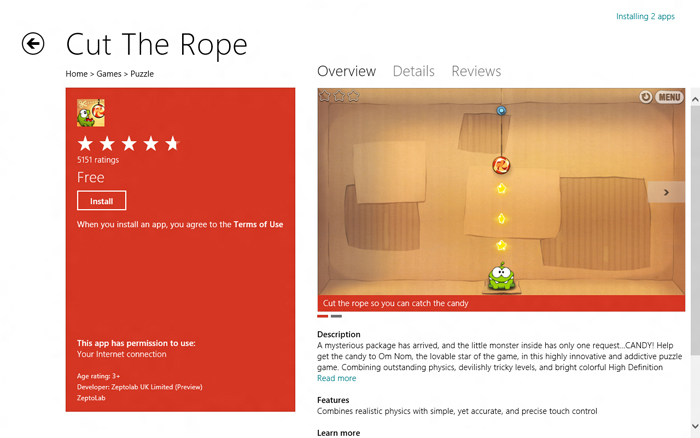 Installing 2 apps
Cut The Rope
Home > Games > Puzzle
Overview Details Reviews
5151 ratings
Free
Install
When you install an app, you agree to the Terms of Use
This app has permission to use:
Your Internet connection
Age rating: 3+
Developer: Zeptolab UK Limited (Preview)
ZeptoLab
MENU
Cut the rope so you can catch the candy
Description
A mysterious package has arrived, and the little monster inside has only one request...CANDY! Help
get the candy to Om Nom, the lovable star of the game, in this highly innovative and addictive puzzle
game. Combining outstanding physics, devilishly tricky levels, and bright colorful High Definition
Read more
Features
Combines realistic physics with simple, yet accurate, and precise touch control
Learn more